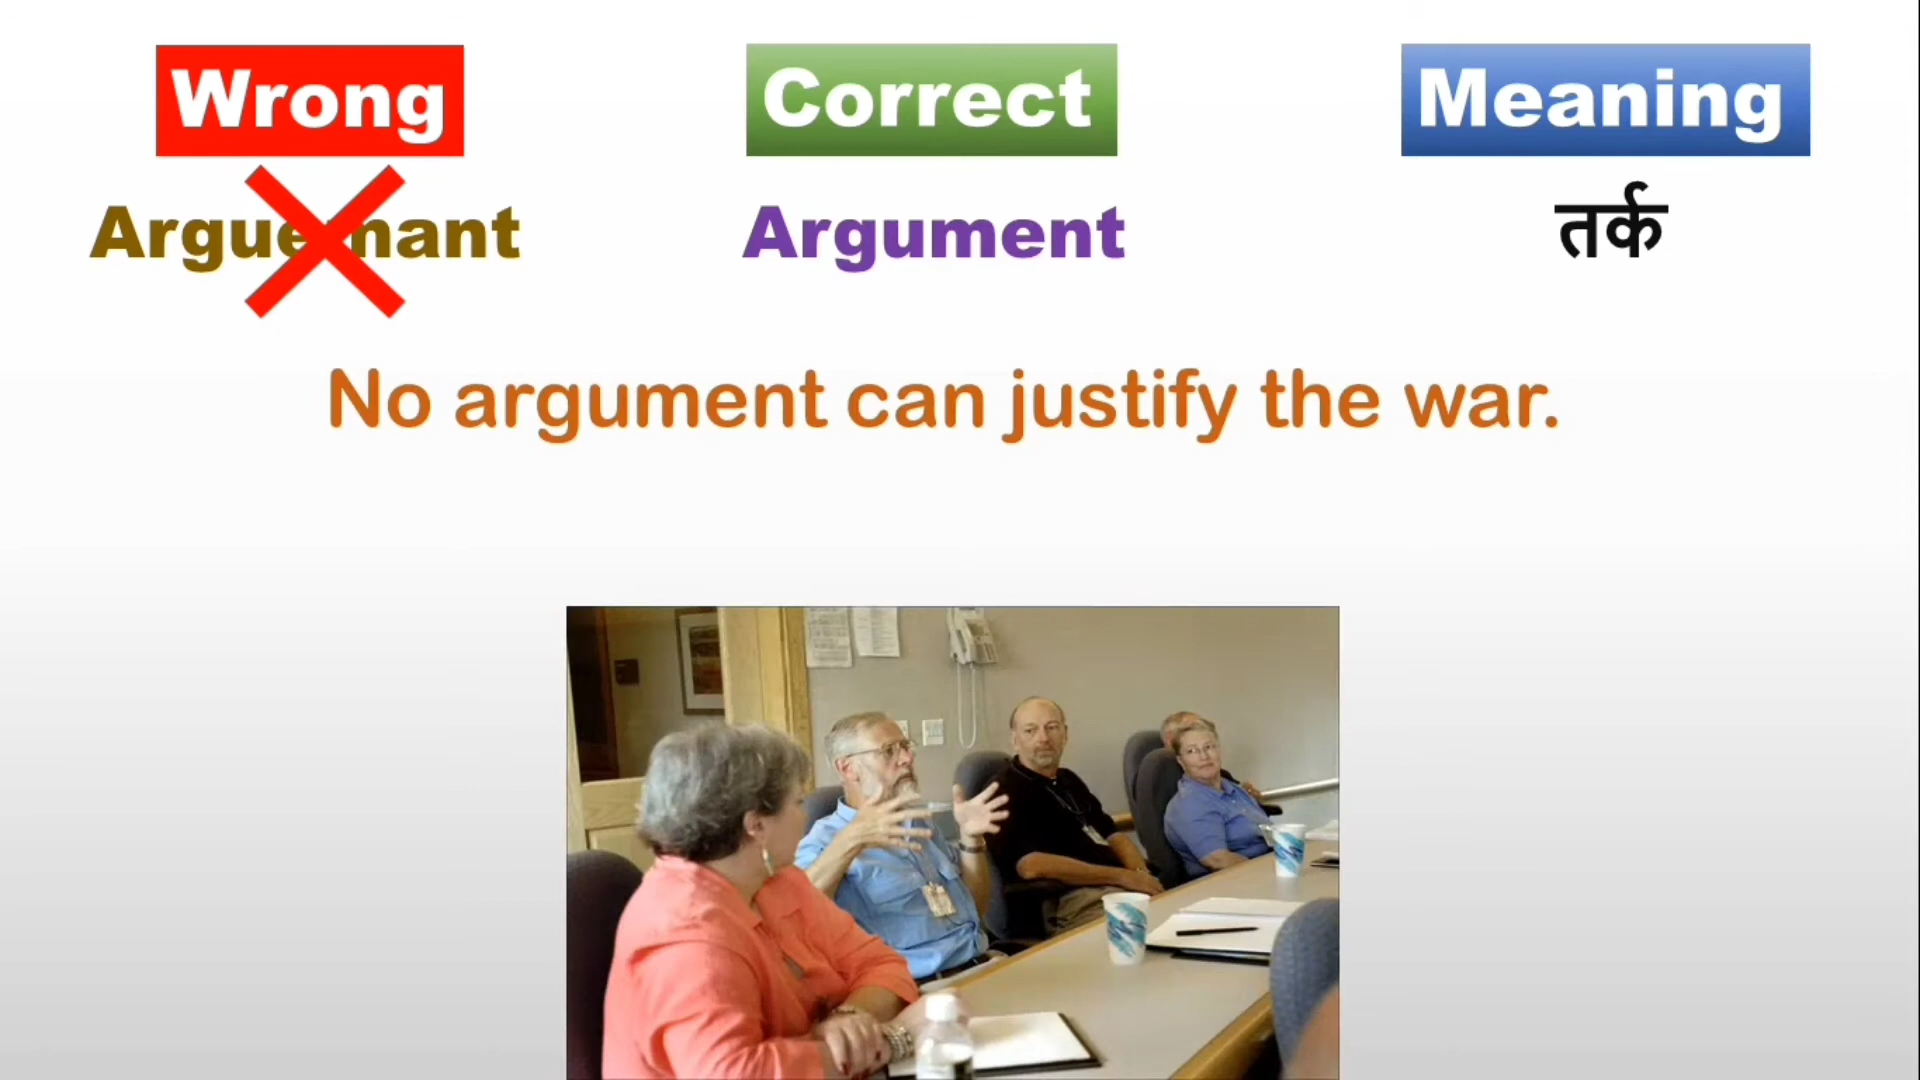 Wrong Correct Meaning
Arguemant Argument तर्क
No argument can justify the war.